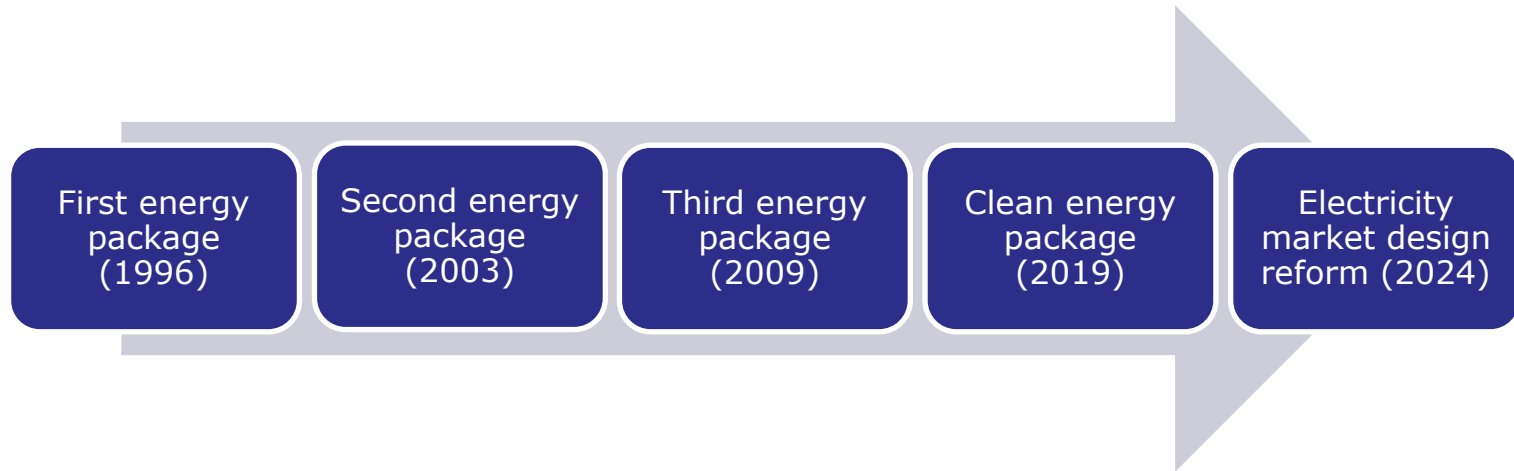 First energy
package
(1996)
Second energy
package
(2003)
Third energy
package
(2009)
Clean energy
package
(2019)
Electricity
market design
reform (2024)